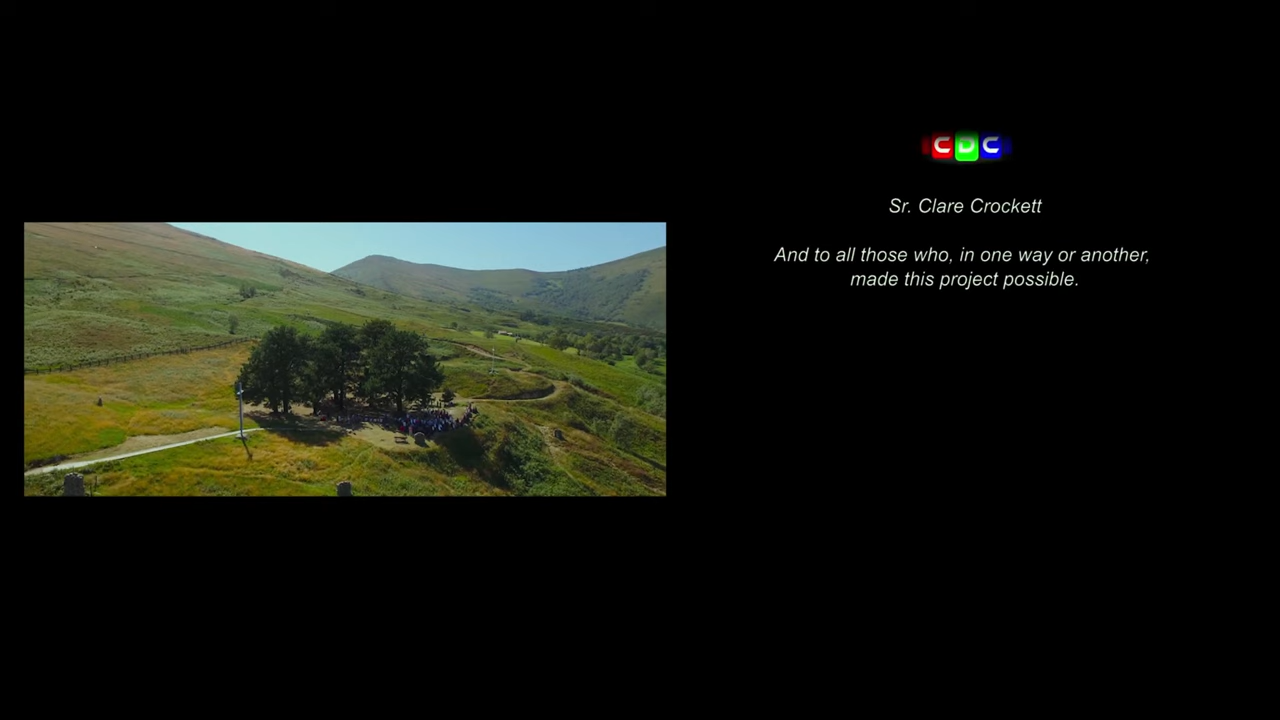 CDC
Sr. Clare Crockett
And to all those who, in one way or another,
made this project possible.